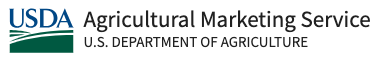 USDA Agricultural Marketing Service
U.S. DEPARTMENT OF AGRICULTURE